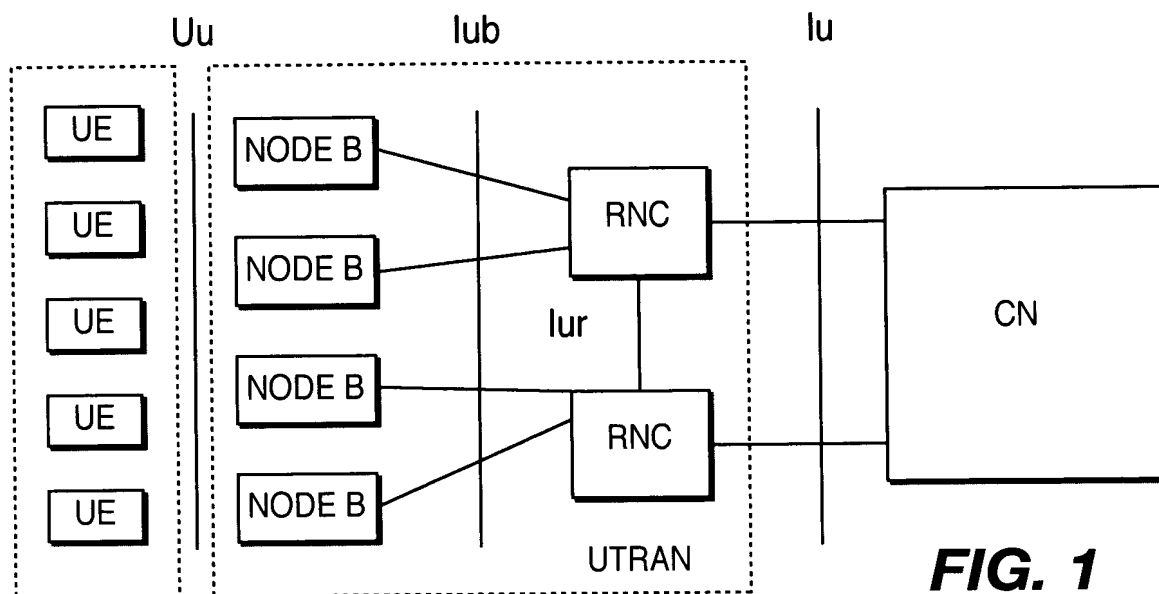 Uu
Iub
Iu
UE
UE
UE
UE
UE
NODE B
NODE B
NODE B
NODE B
RNC
Iur
RNC
UTRAN
CN
FIG. 1